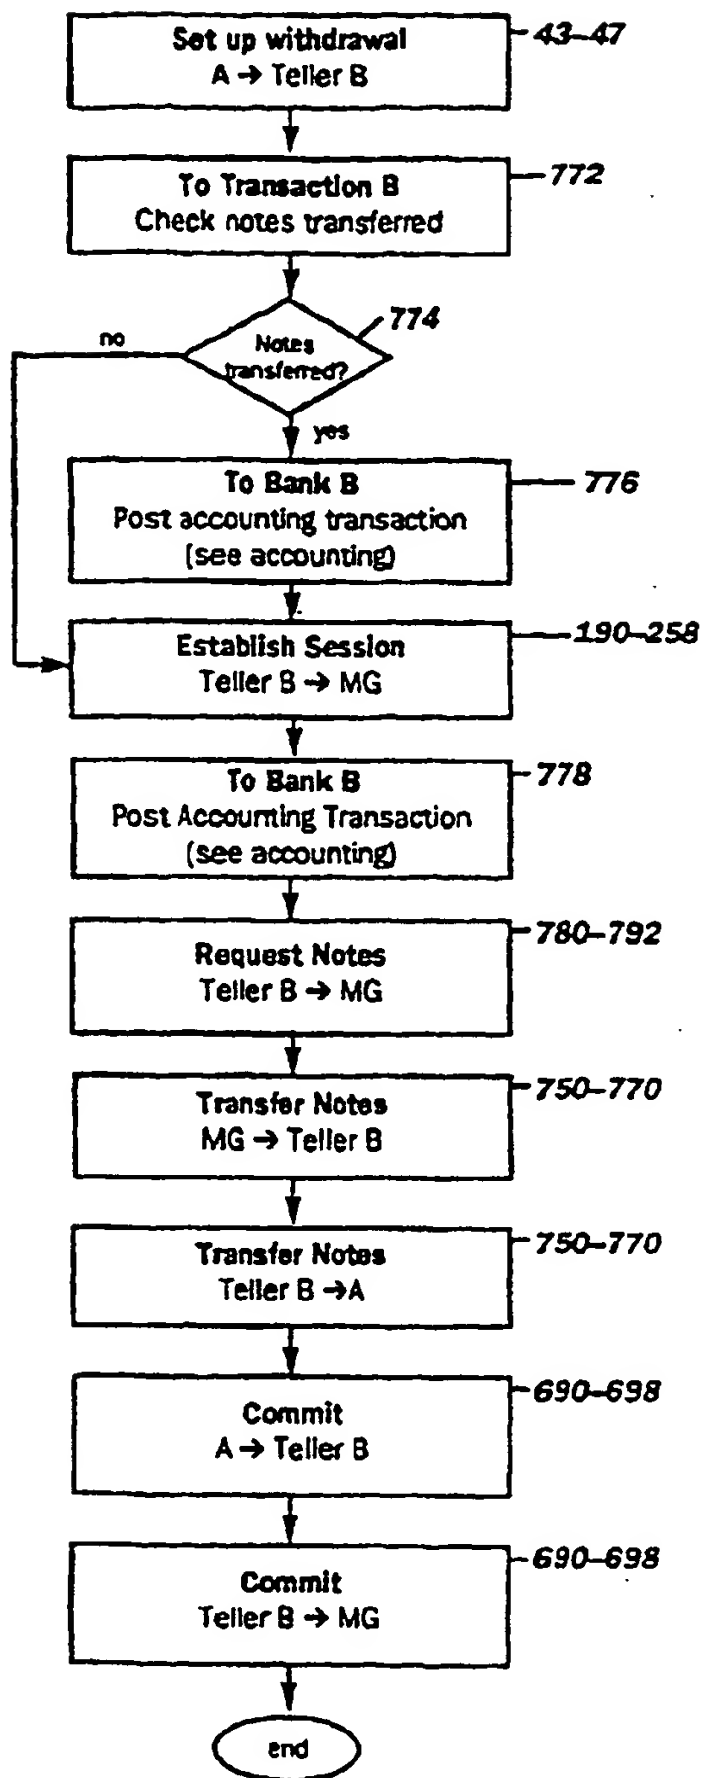 Set up withdrawal
A → Teller B
43–47
To Transaction B
Check notes transferred
772
774
no
Notes
transferred?
yes
To Bank B
Post accounting transaction
(see accounting)
776
Establish Session
Teller B → MG
190–258
To Bank B
Post Accounting Transaction
(see accounting)
778
Request Notes
Teller B → MG
780–792
Transfer Notes
MG → Teller B
750–770
Transfer Notes
Teller B →A
750–770
Commit
A → Teller B
690–698
Commit
Teller B → MG
690–698
end